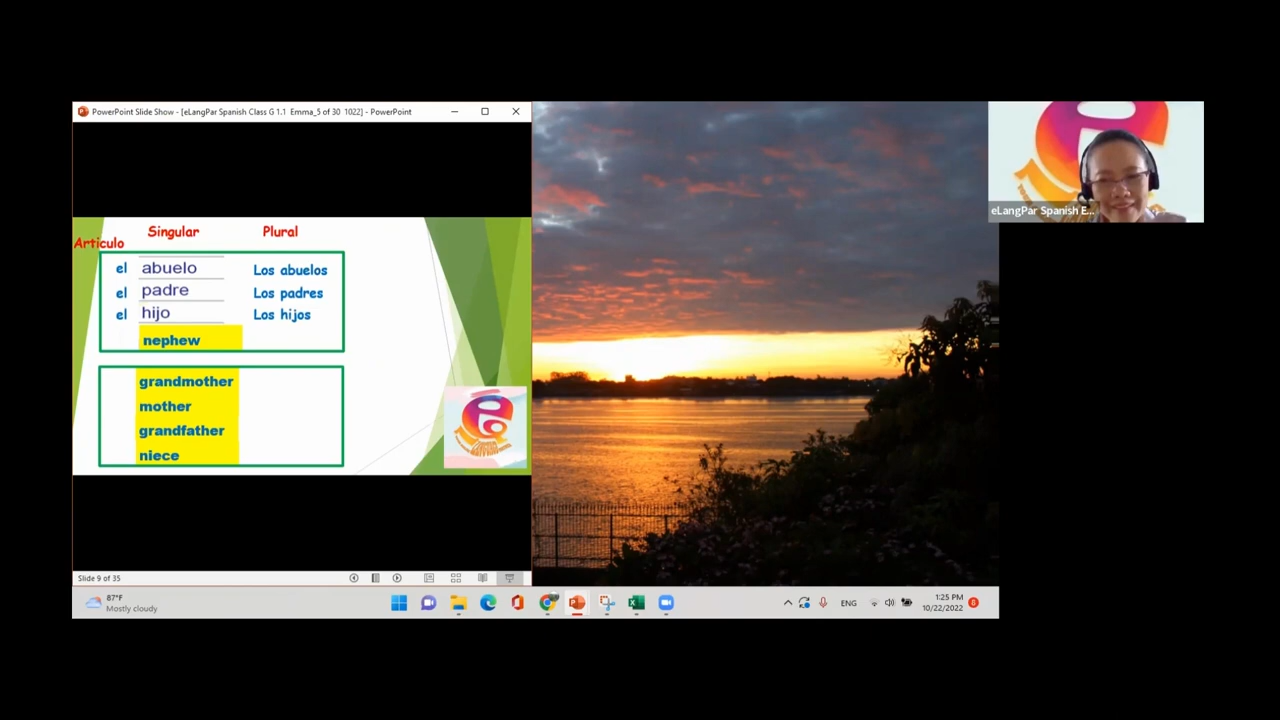 PowerPoint Slide Show - [eLangPar Spanish Class G 1.1 Emma_5 of 30 1022] - PowerPoint
Singular Plural
Artículo
el abuelo Los abuelos
el padre Los padres
el hijo Los hijos
nephew
grandmother
mother
grandfather
niece
eLangPar Spanish E...
Slide 9 of 35
87°F
Mostly cloudy
ENG
1:25 PM
10/22/2022
6